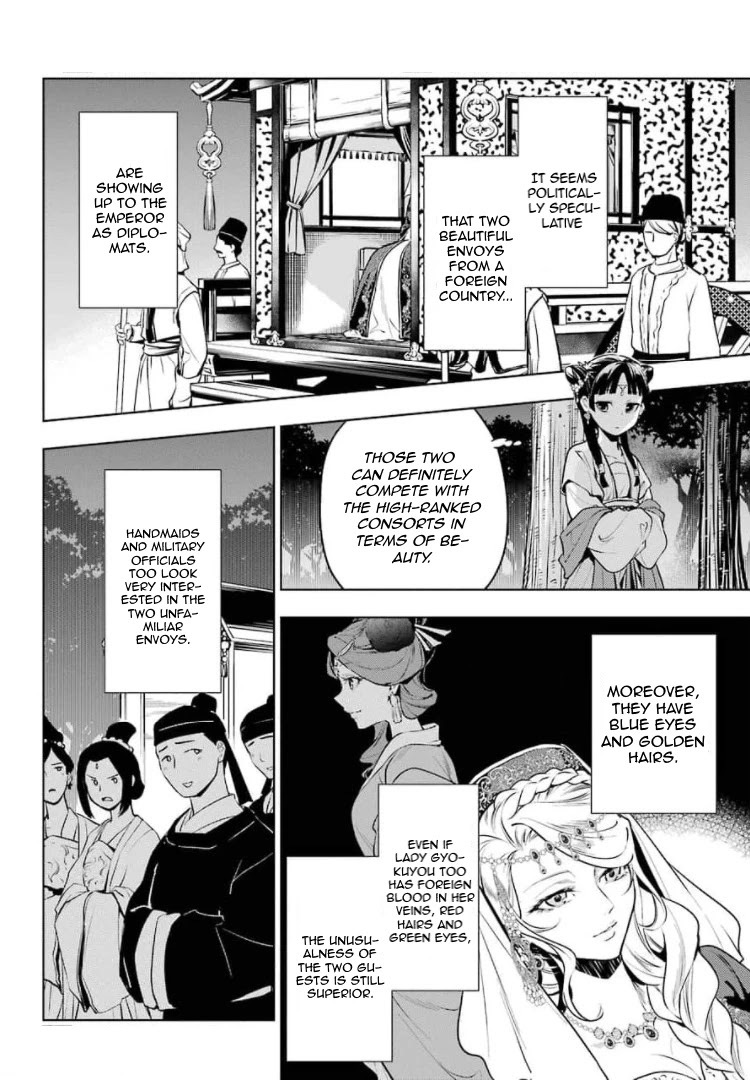 IT SEEMS
POLITICAL-
LY SPECU-
LATIVE
THAT TWO
BEAUTIFUL
ENVOYS
FROM A
FOREIGN
COUNTRY...
ARE
SHOWING
UP TO THE
EMPEROR
AS DIPLO-
MATS.
THOSE TWO
CAN DEFINITELY
COMPETE WITH
THE HIGH-RANKED
CONSORTS IN
TERMS OF BE-
AUTY.
HANDMAIDS
AND MILITARY
OFFICIALS
TOO LOOK
VERY INTER-
ESTED IN THE
TWO UNFA-
MILIAR
ENVOYS.
MOREOVER,
THEY HAVE
BLUE EYES
AND GOLDEN
HAIRS.
EVEN IF
LADY GYO-
KUYOU TOO
HAS FOREIGN
BLOOD IN HER
VEINS, RED
HAIRS AND
GREEN EYES,
THE UNUSU-
ALNESS OF
THE TWO GU-
ESTS IS STILL
SUPERIOR.